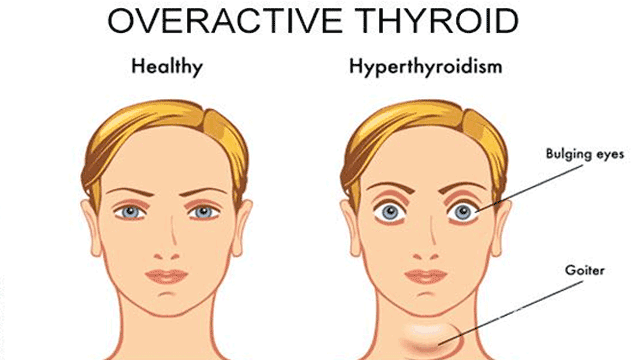 OVERACTIVE THYROID
Healthy
Hyperthyroidism
Bulging eyes
Goiter